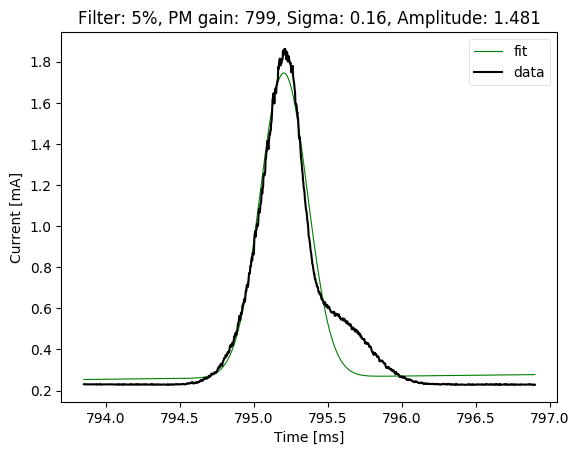 Filter: 5%, PM gain: 799, Sigma: 0.16, Amplitude: 1.481
fit
data
Current [mA]
1.8
1.6
1.4
1.2
1.0
0.8
0.6
0.4
0.2
794.0 794.5 795.0 795.5 796.0 796.5 797.0
Time [ms]